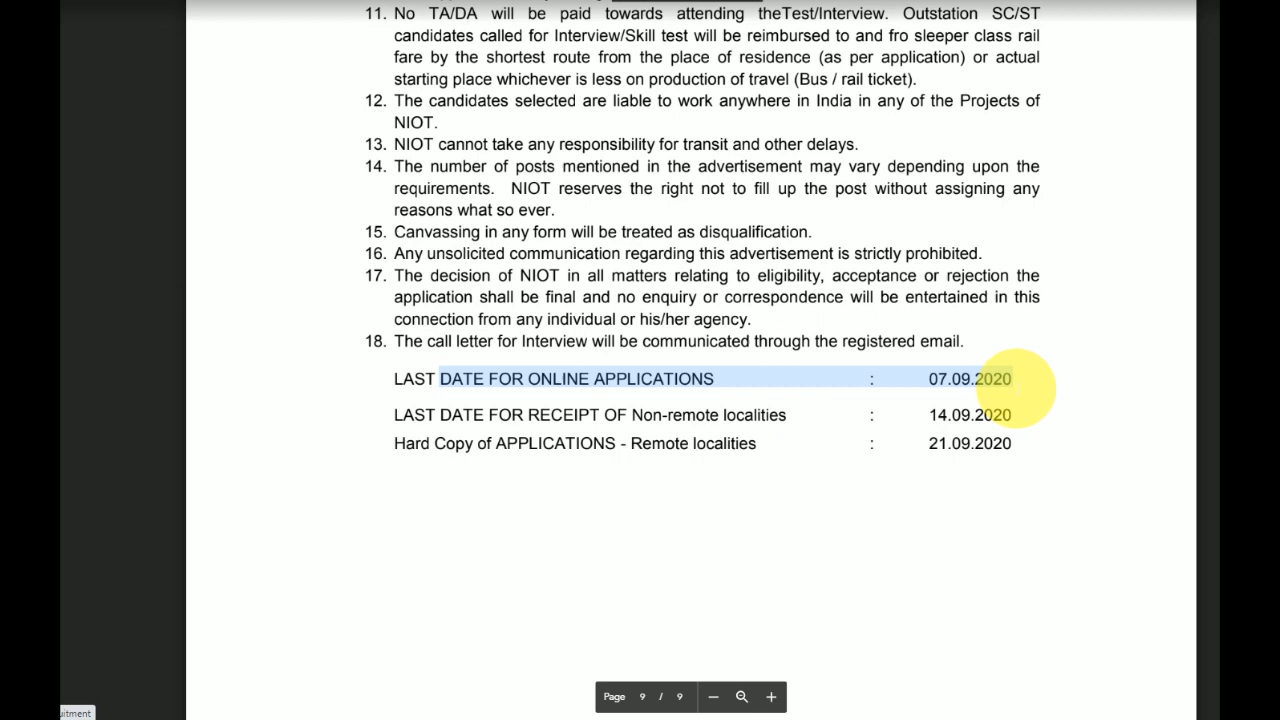 11. No TA/DA will be paid towards attending theTest/Interview. Outstation SC/ST
candidates called for Interview/Skill test will be reimbursed to and fro sleeper class rail
fare by the shortest route from the place of residence (as per application) or actual
starting place whichever is less on production of travel (Bus / rail ticket).
12. The candidates selected are liable to work anywhere in India in any of the Projects of
NIOT.
13. NIOT cannot take any responsibility for transit and other delays.
14. The number of posts mentioned in the advertisement may vary depending upon the
requirements. NIOT reserves the right not to fill up the post without assigning any
reasons what so ever.
15. Canvassing in any form will be treated as disqualification.
16. Any unsolicited communication regarding this advertisement is strictly prohibited.
17. The decision of NIOT in all matters relating to eligibility, acceptance or rejection the
application shall be final and no enquiry or correspondence will be entertained in this
connection from any individual or his/her agency.
18. The call letter for Interview will be communicated through the registered email.
LAST DATE FOR ONLINE APPLICATIONS : 07.09.2020
LAST DATE FOR RECEIPT OF Non-remote localities : 14.09.2020
Hard Copy of APPLICATIONS - Remote localities : 21.09.2020
Page 9 / 9
uitment